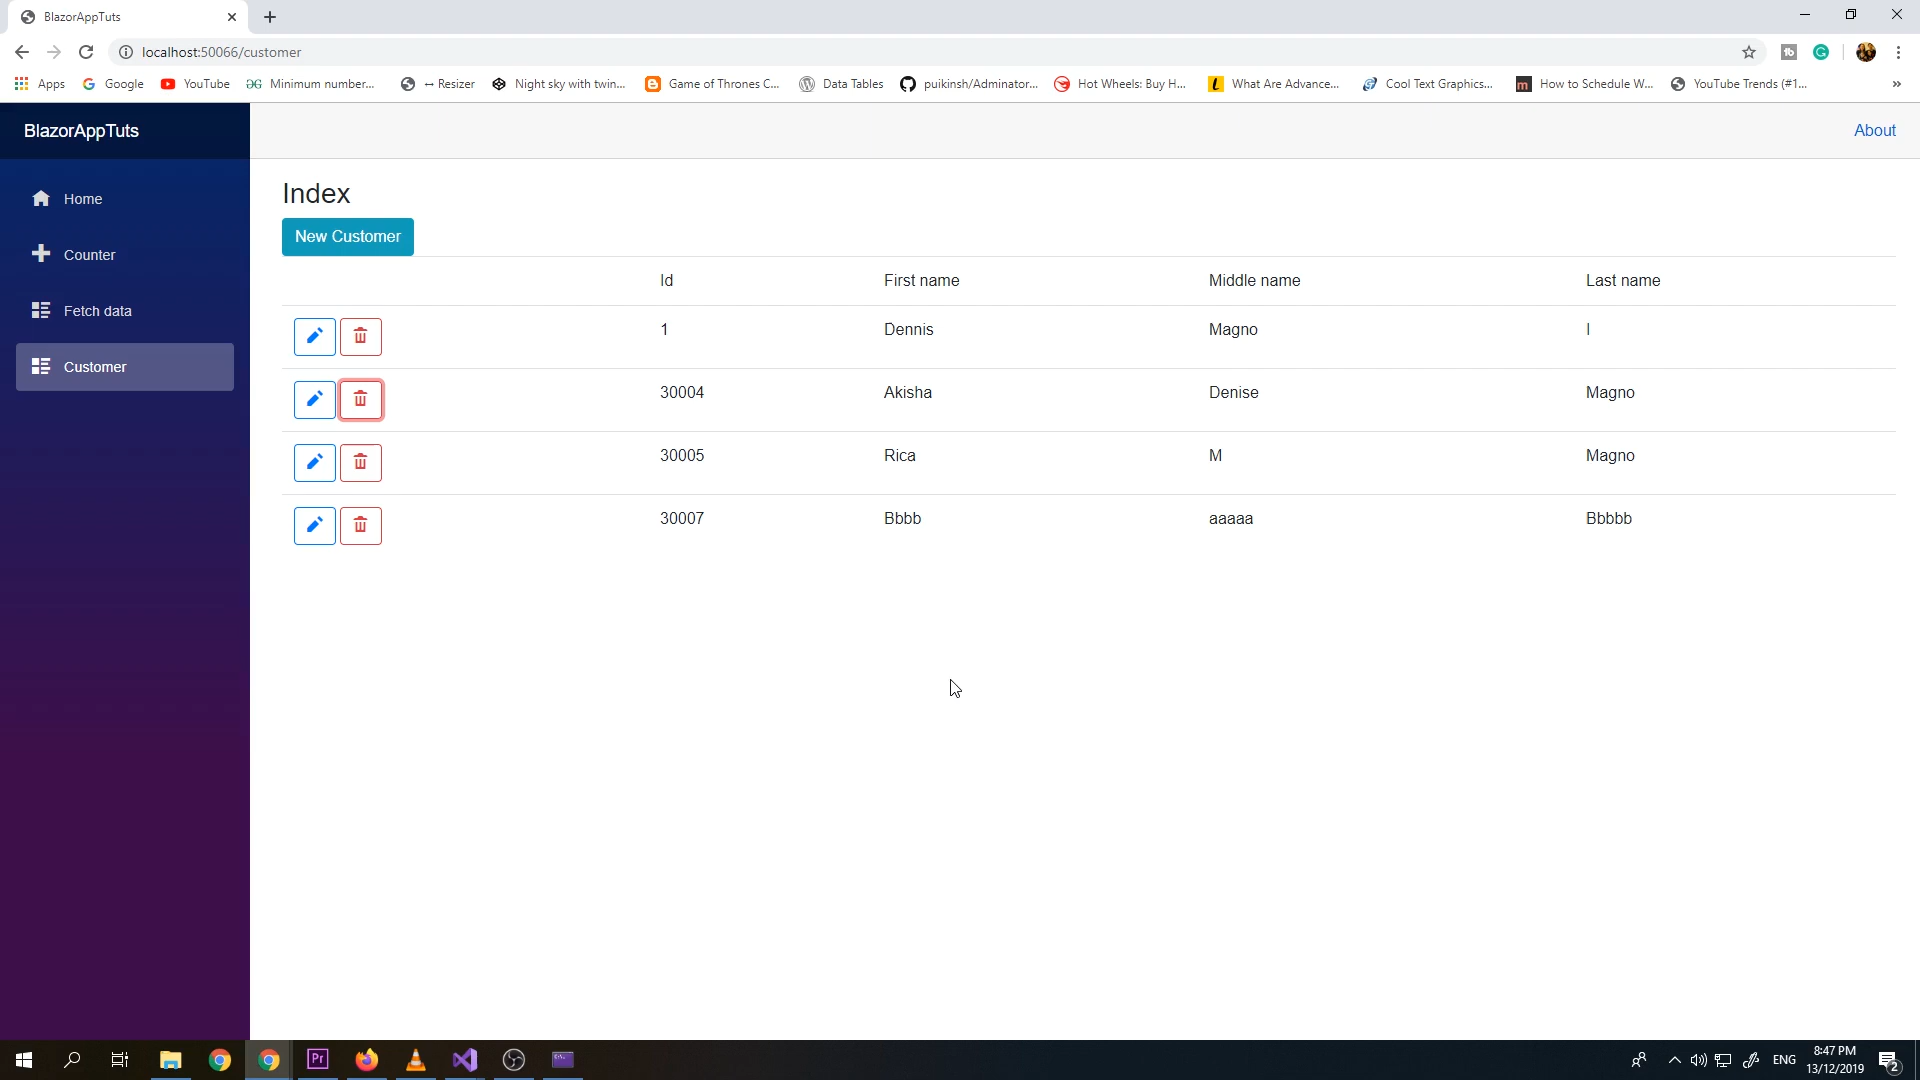 BlazorAppTuts
localhost:50066/customer
Apps Google YouTube Minimum number... ↔ Resizer Night sky with twin... Game of Thrones C... Data Tables puikinsh/Adminator... Hot Wheels: Buy H... What Are Advance... Cool Text Graphics... How to Schedule W... YouTube Trends (#1... »
BlazorAppTuts
About
Home
Counter
Fetch data
Customer
Index
New Customer
Id First name Middle name Last name
1 Dennis Magno I
30004 Akisha Denise Magno
30005 Rica M Magno
30007 Bbbb aaaaa Bbbbb
Pr
ENG
8:47 PM
13/12/2019
2